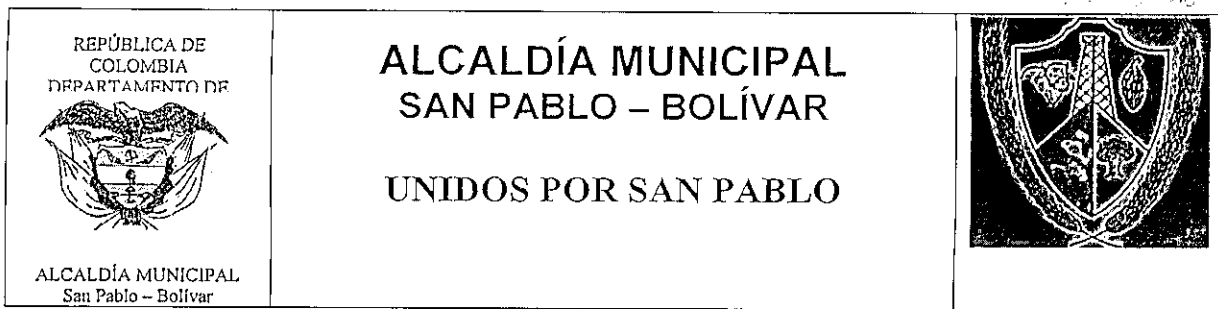 REPÚBLICA DE
COLOMBIA
DEPARTAMENTO DE
ALCALDÍA MUNICIPAL
San Pablo – Bolívar
ALCALDÍA MUNICIPAL
SAN PABLO – BOLÍVAR
UNIDOS POR SAN PABLO